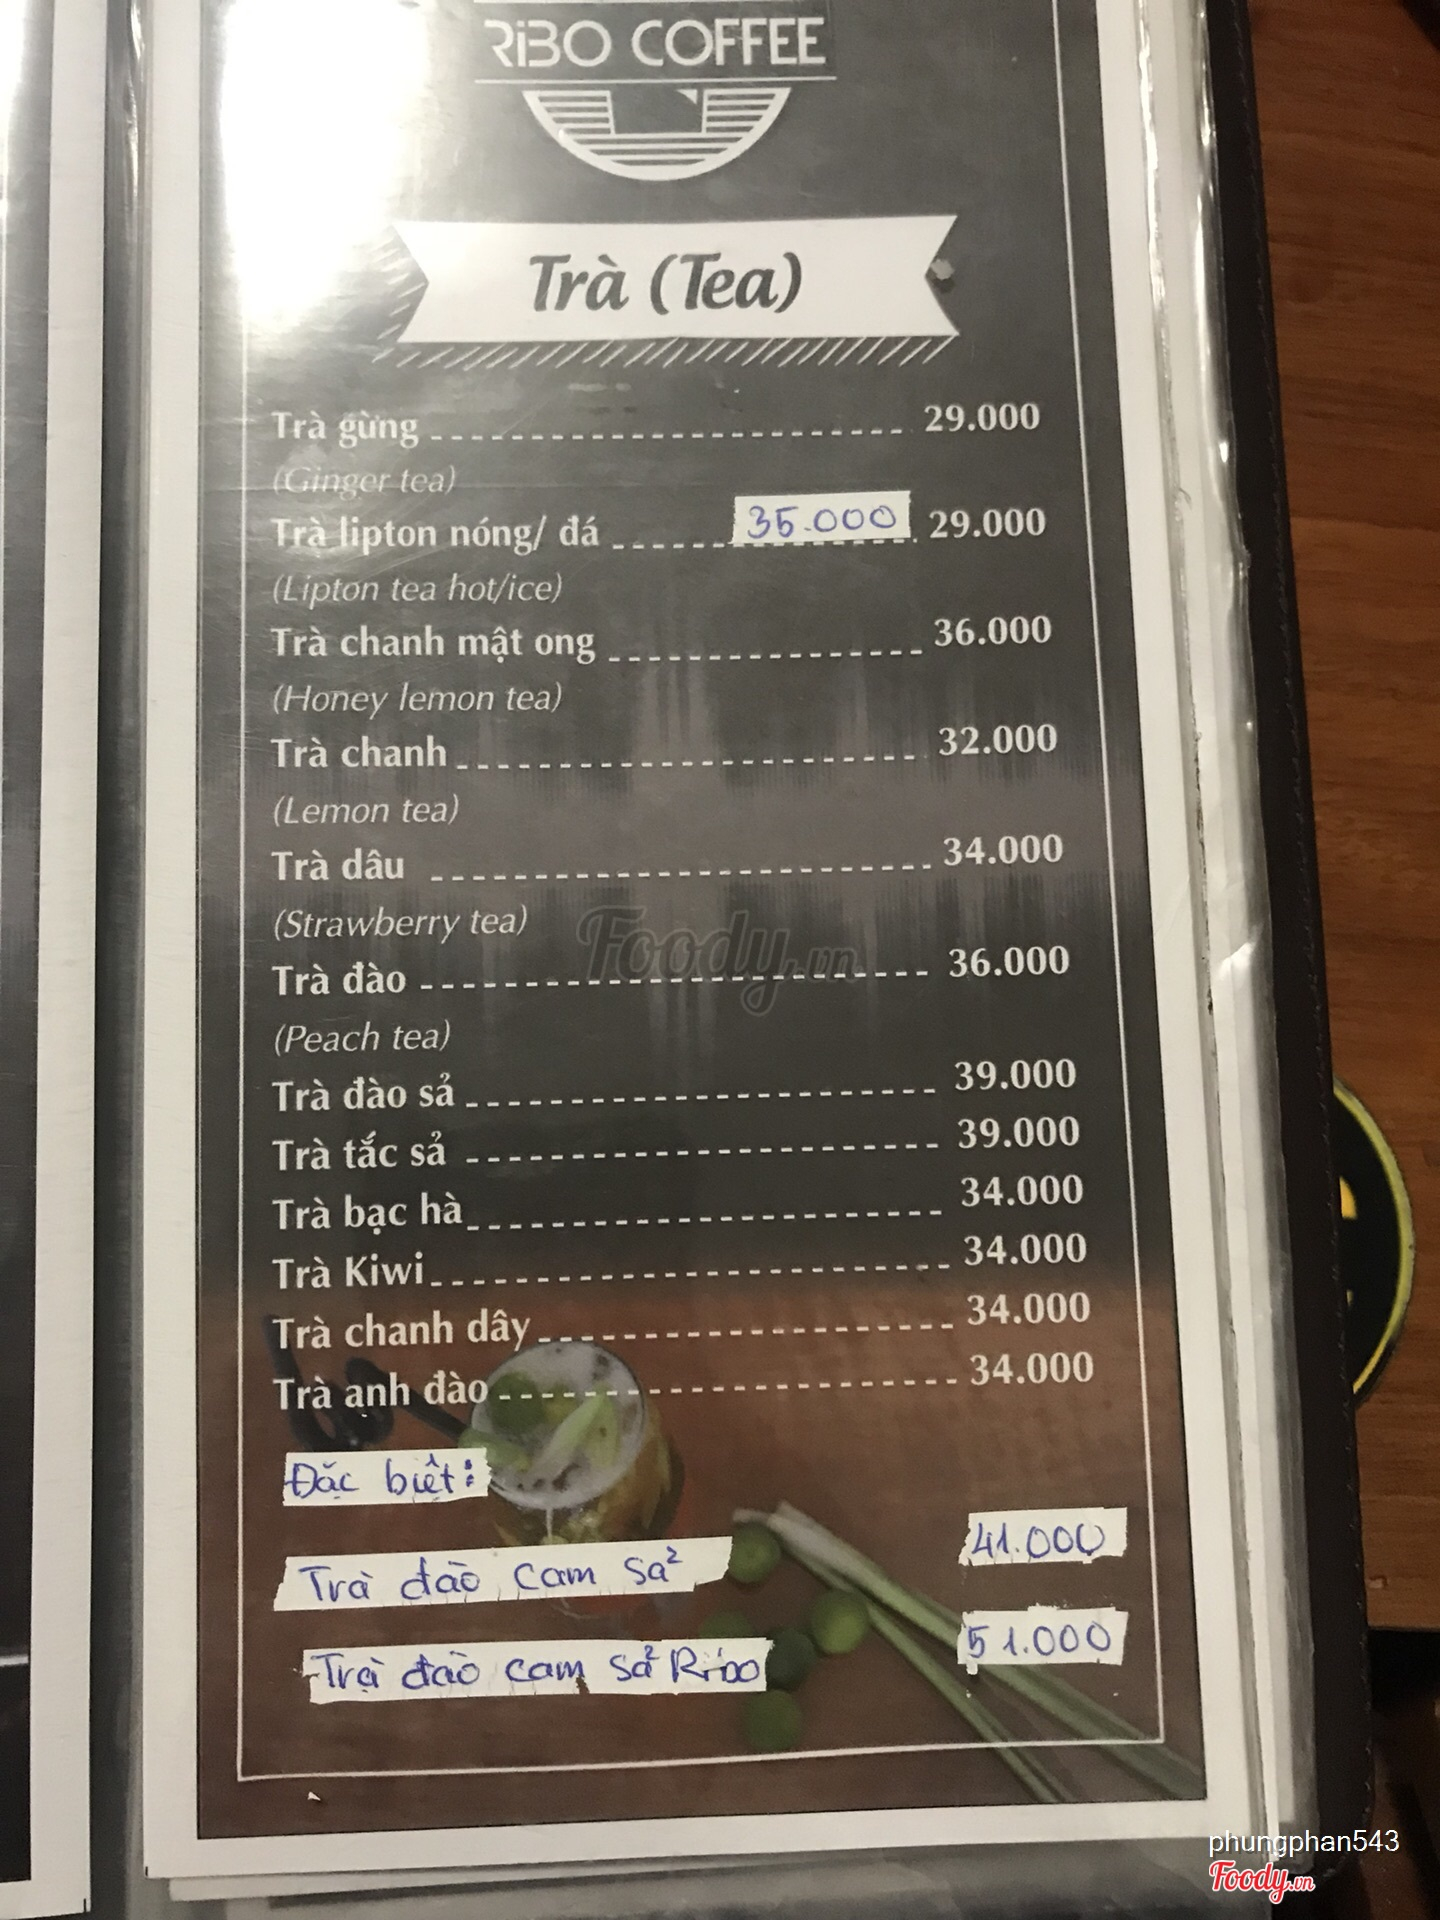 RiBO COFFEE
Trà (Tea)
Trà gừng 29.000
(Ginger tea)
Trà lipton nóng/ đá 35.000 29.000
(Lipton tea hot/ice)
Trà chanh mật ong 36.000
(Honey lemon tea)
Trà chanh 32.000
(Lemon tea)
Trà dâu 34.000
(Strawberry tea)
Trà đào 36.000
(Peach tea)
Trà đào sả 39.000
Trà tắc sả 39.000
Trà bạc hà 34.000
Trà Kiwi 34.000
Trà chanh dây 34.000
Trà anh đào 34.000
Đặc biệt:
Trà đào cam sả 41.000
Trà đào cam sả Ribo 51.000
Foody.vn
phungphan543
Foody.vn